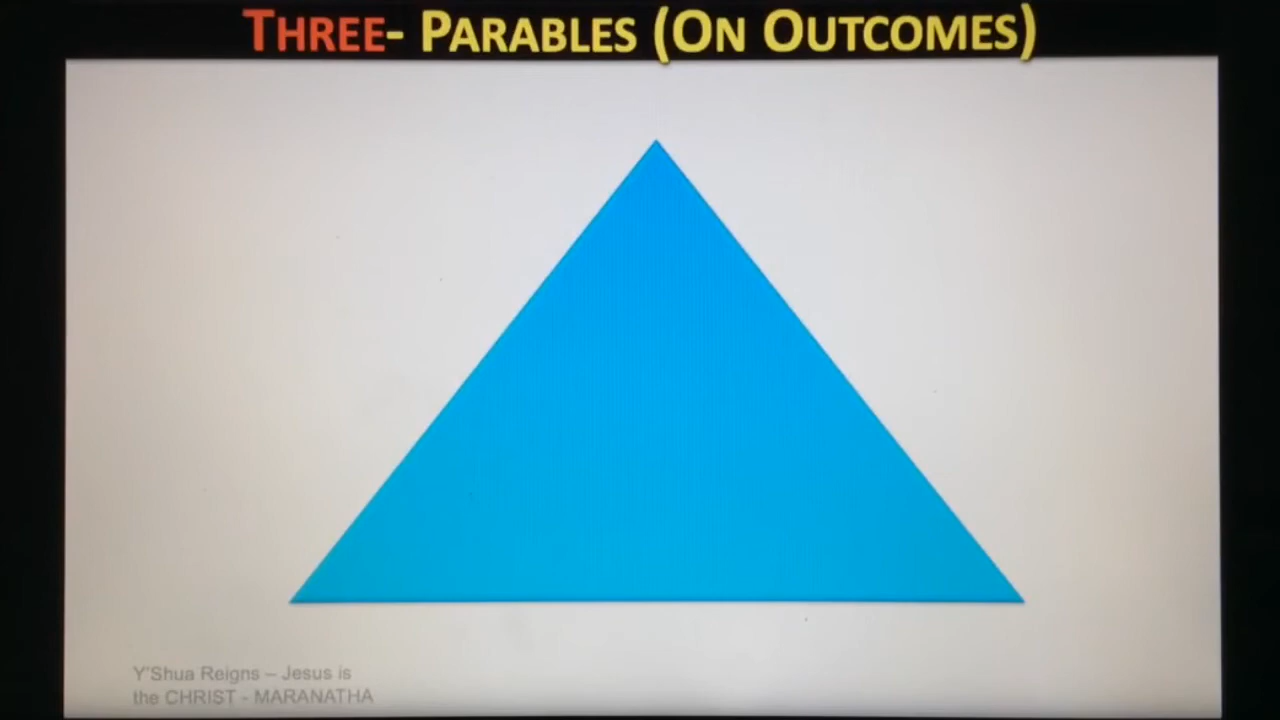 THREE- PARABLES (ON OUTCOMES)
Y'Shua Reigns – Jesus is
the CHRIST - MARANATHA